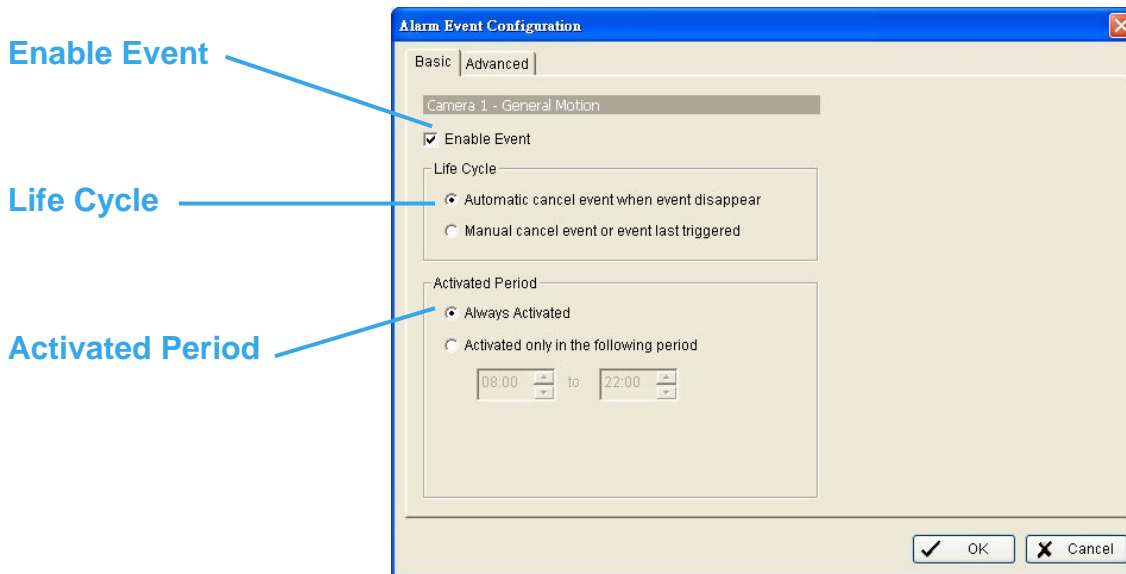 Alarm Event Configuration
Enable Event
Basic Advanced
Camera 1 - General Motion
Enable Event
Life Cycle
Life Cycle
Automatic cancel event when event disappear
Manual cancel event or event last triggered
Activated Period
Always Activated
Activated Period
Activated only in the following period
08:00 to 22:00
OK Cancel